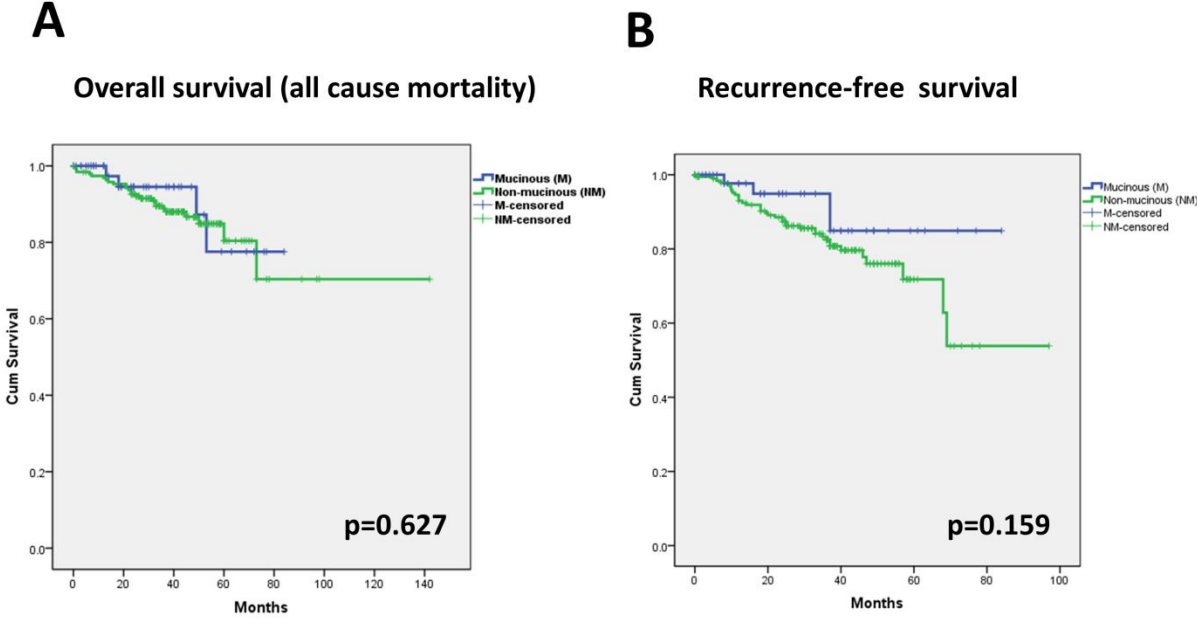 A
Overall survival (all cause mortality)
1.0
0.8
0.6
0.4
0.2
0.0
Cum Survival
0 20 40 60 80 100 120 140
Months
Mucinous (M)
Non-mucinous (NM)
M-censored
NM-censored
p=0.627
B
Recurrence-free survival
1.0
0.8
0.6
0.4
0.2
0.0
Cum Survival
0 20 40 60 80 100
Months
Mucinous (M)
Non-mucinous (NM)
M-censored
NM-censored
p=0.159